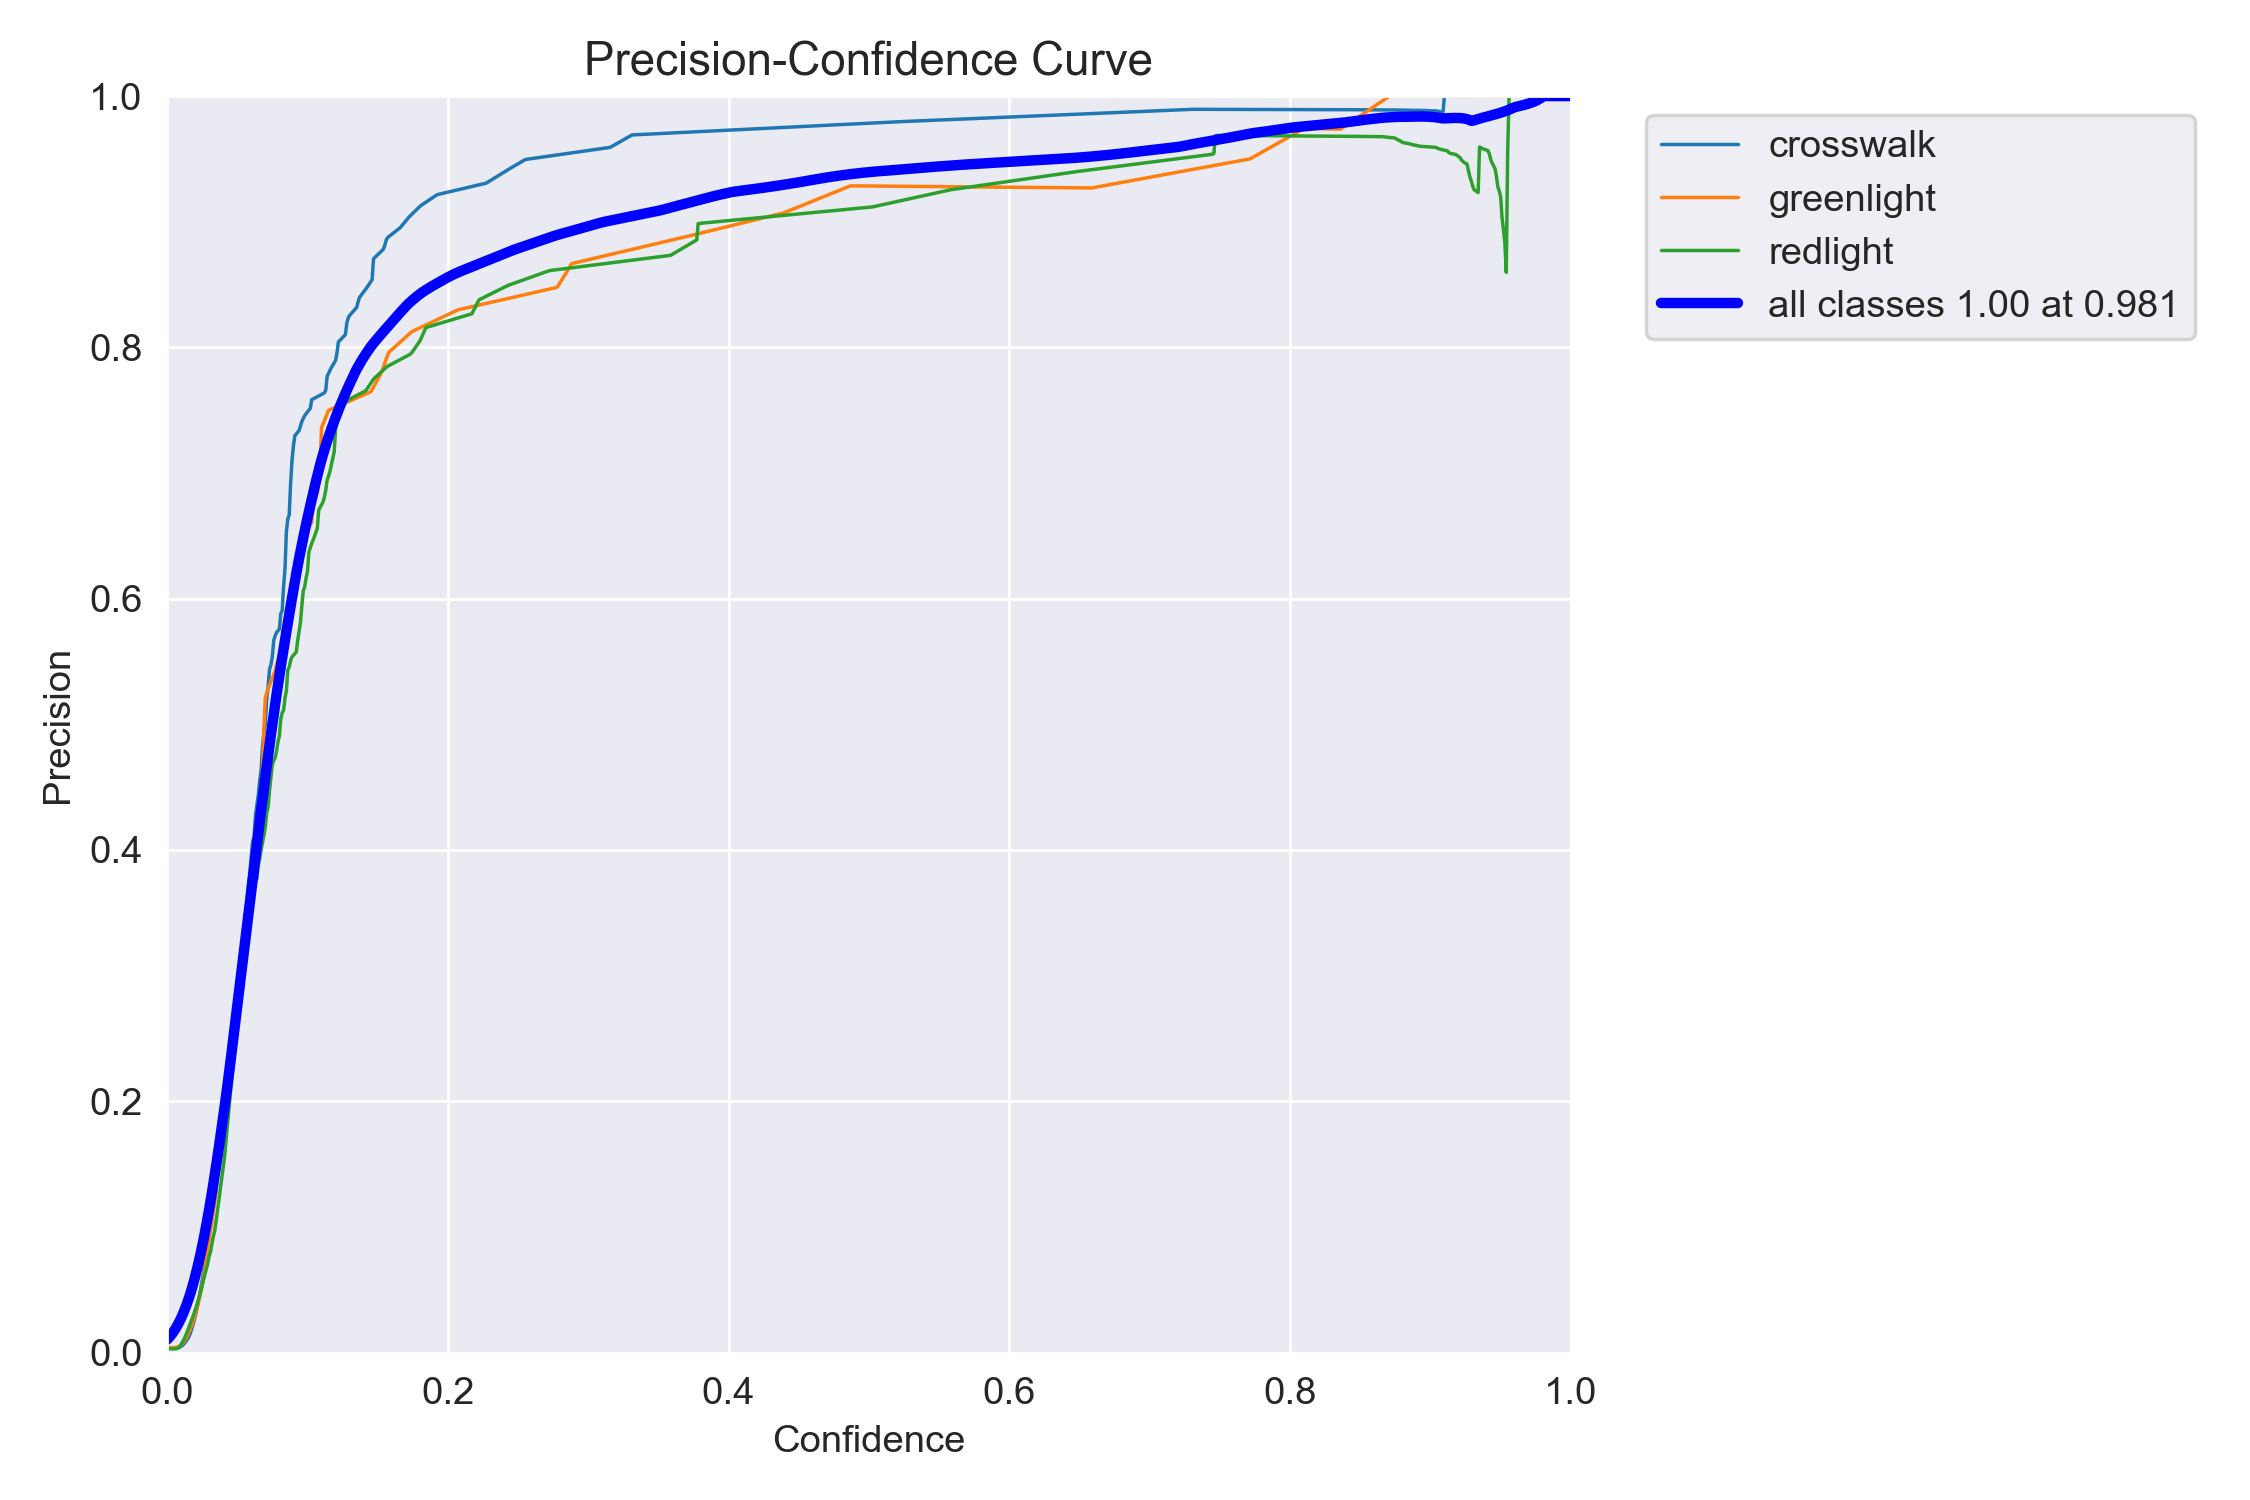 Precision-Confidence Curve
1.0
0.8
0.6
0.4
0.2
0.0
Precision
0.0 0.2 0.4 0.6 0.8 1.0
Confidence
crosswalk
greenlight
redlight
all classes 1.00 at 0.981